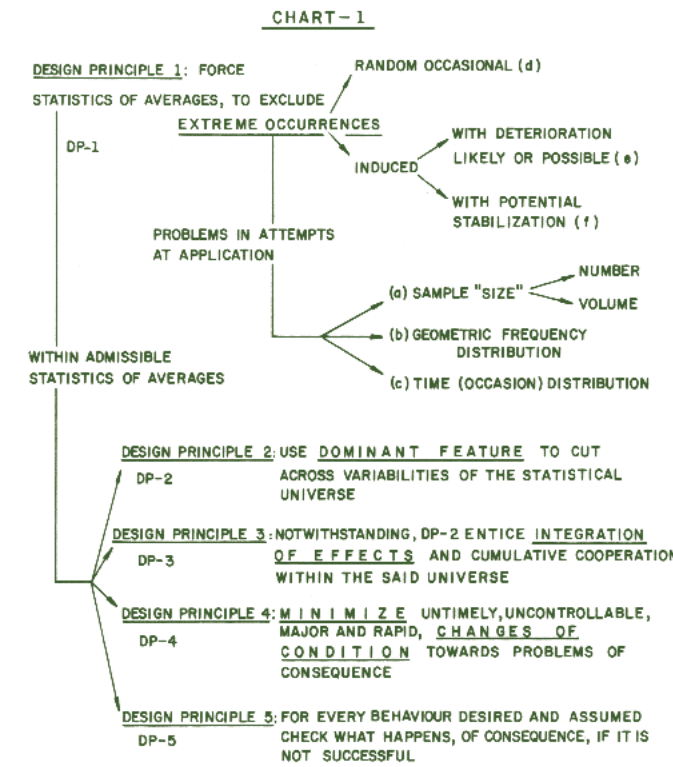 CHART-1
DESIGN PRINCIPLE 1: FORCE
STATISTICS OF AVERAGES, TO EXCLUDE
EXTREME OCCURRENCES
DP-1
RANDOM OCCASIONAL (d)
INDUCED
WITH DETERIORATION
LIKELY OR POSSIBLE (e)
WITH POTENTIAL
STABILIZATION (f)
PROBLEMS IN ATTEMPTS
AT APPLICATION
(a) SAMPLE "SIZE"
NUMBER
VOLUME
(b) GEOMETRIC FREQUENCY
DISTRIBUTION
(c) TIME (OCCASION) DISTRIBUTION
WITHIN ADMISSIBLE
STATISTICS OF AVERAGES
DESIGN PRINCIPLE 2: USE DOMINANT FEATURE TO CUT
DP-2
ACROSS VARIABILITIES OF THE STATISTICAL
UNIVERSE
DESIGN PRINCIPLE 3: NOTWITHSTANDING, DP-2 ENTICE INTEGRATION
DP-3
OF EFFECTS AND CUMULATIVE COOPERATION
WITHIN THE SAID UNIVERSE
DESIGN PRINCIPLE 4: MINIMIZE UNTIMELY, UNCONTROLLABLE,
DP-4
MAJOR AND RAPID, CHANGES OF
CONDITION TOWARDS PROBLEMS OF
CONSEQUENCE
DESIGN PRINCIPLE 5: FOR EVERY BEHAVIOUR DESIRED AND ASSUMED
DP-5
CHECK WHAT HAPPENS, OF CONSEQUENCE, IF IT IS
NOT SUCCESSFUL